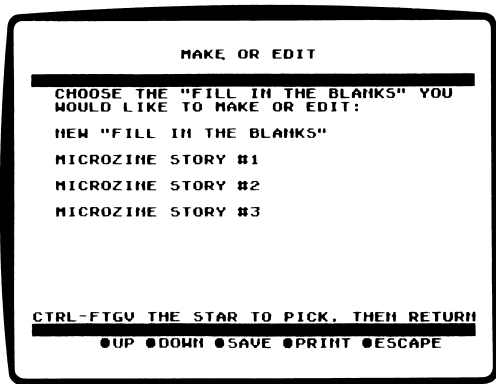 MAKE OR EDIT
CHOOSE THE "FILL IN THE BLANKS" YOU
WOULD LIKE TO MAKE OR EDIT:
NEW "FILL IN THE BLANKS"
MICROZINE STORY #1
MICROZINE STORY #2
MICROZINE STORY #3
CTRL-FTGV THE STAR TO PICK, THEN RETURN
UP DOWN SAVE PRINT ESCAPE